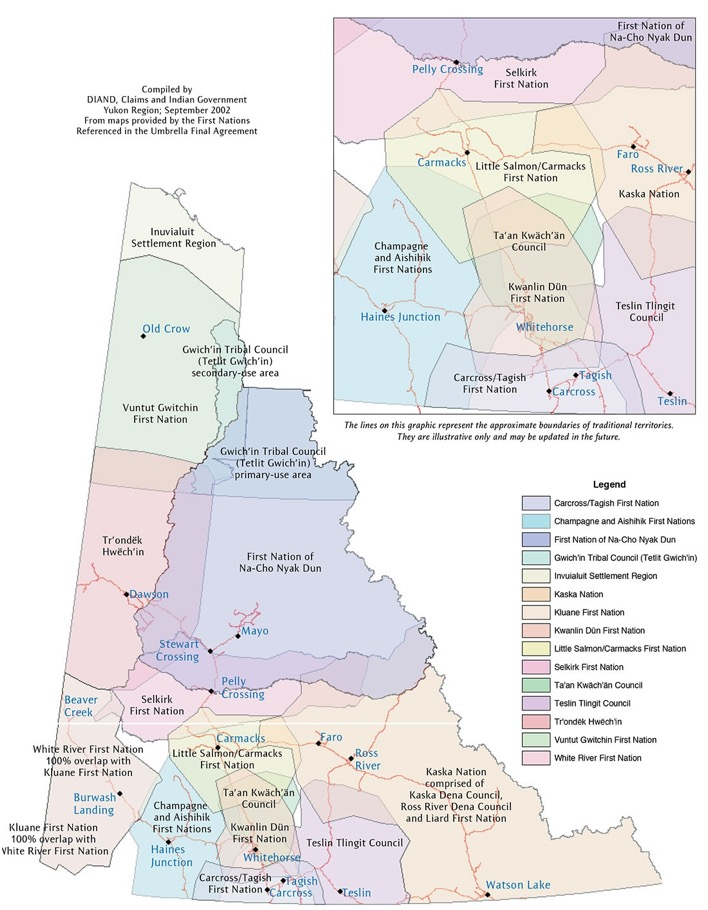 Compiled by
DIAND, Claims and Indian Government
Yukon Region; September 2002
From maps provided by the First Nations
Referenced in the Umbrella Final Agreement
First Nation of
Na-Cho Nyak Dun
Pelly Crossing
Selkirk
First Nation
Carmacks
Little Salmon/Carmacks
First Nation
Faro
Ross River
Kaska Nation
Ta'an Kwäch'än
Council
Champagne
and Aishihik
First Nations
Kwanlin Dün
First Nation
Haines Junction
Whitehorse
Teslin Tlingit
Council
Carcross/Tagish
First Nation
Tagish
Carcross
Teslin
The lines on this graphic represent the approximate boundaries of traditional territories.
They are illustrative only and may be updated in the future.
Inuvialuit
Settlement Region
Old Crow
Gwich'in Tribal Council
(Tetlit Gwich'in)
secondary-use area
Vuntut Gwitchin
First Nation
Gwich'in Tribal Council
(Tetlit Gwich'in)
primary-use area
Tr'ondëk
Hwëch'in
First Nation of
Na-Cho Nyak Dun
Dawson
Mayo
Stewart
Crossing
Pelly
Crossing
Beaver
Creek
Selkirk
First Nation
White River First Nation
100% overlap with
Kluane First Nation
Carmacks
Little Salmon/Carmacks
First Nation
Faro
Ross
River
Kaska Nation
comprised of
Kaska Dena Council,
Ross River Dena Council
and Liard First Nation
Burwash
Landing
Ta'an Kwäch'än
Council
Champagne
and Aishihik
First Nations
Kluane First Nation
100% overlap with
White River First Nation
Kwanlin Dün
First Nation
Haines
Junction
Whitehorse
Teslin Tlingit Council
Carcross/Tagish
First Nation
Tagish
Carcross
Teslin
Watson Lake
Legend
Carcross/Tagish First Nation
Champagne and Aishihik First Nations
First Nation of Na-Cho Nyak Dun
Gwich'in Tribal Council (Tetlit Gwich'in)
Invuialuit Settlement Region
Kaska Nation
Kluane First Nation
Kwanlin Dün First Nation
Little Salmon/Carmacks First Nation
Selkirk First Nation
Ta'an Kwäch'än Council
Teslin Tlingit Council
Tr'ondëk Hwëch'in
Vuntut Gwitchin First Nation
White River First Nation